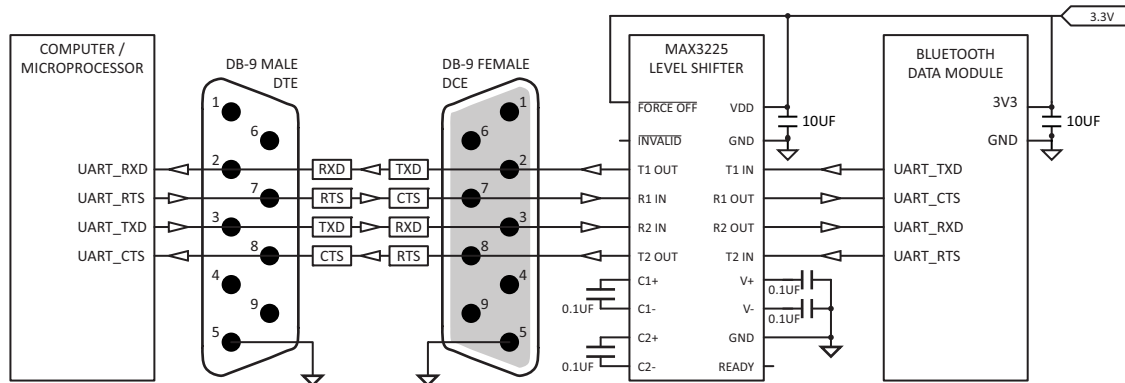 3.3V
COMPUTER /
MICROPROCESSOR
UART_RXD
UART_RTS
UART_TXD
UART_CTS
DB-9 MALE
DTE
1
6
2
7
3
8
4
9
5
RXD
TXD
RTS
CTS
TXD
RXD
CTS
RTS
DB-9 FEMALE
DCE
1
6
2
7
3
8
4
9
5
MAX3225
LEVEL SHIFTER
FORCE OFF
VDD
INVALID
GND
T1 OUT
T1 IN
R1 IN
R1 OUT
R2 IN
R2 OUT
T2 OUT
T2 IN
C1+
V+
C1-
V-
C2+
GND
C2-
READY
0.1UF
0.1UF
10UF
0.1UF
0.1UF
BLUETOOTH
DATA MODULE
3V3
GND
10UF
UART_TXD
UART_CTS
UART_RXD
UART_RTS